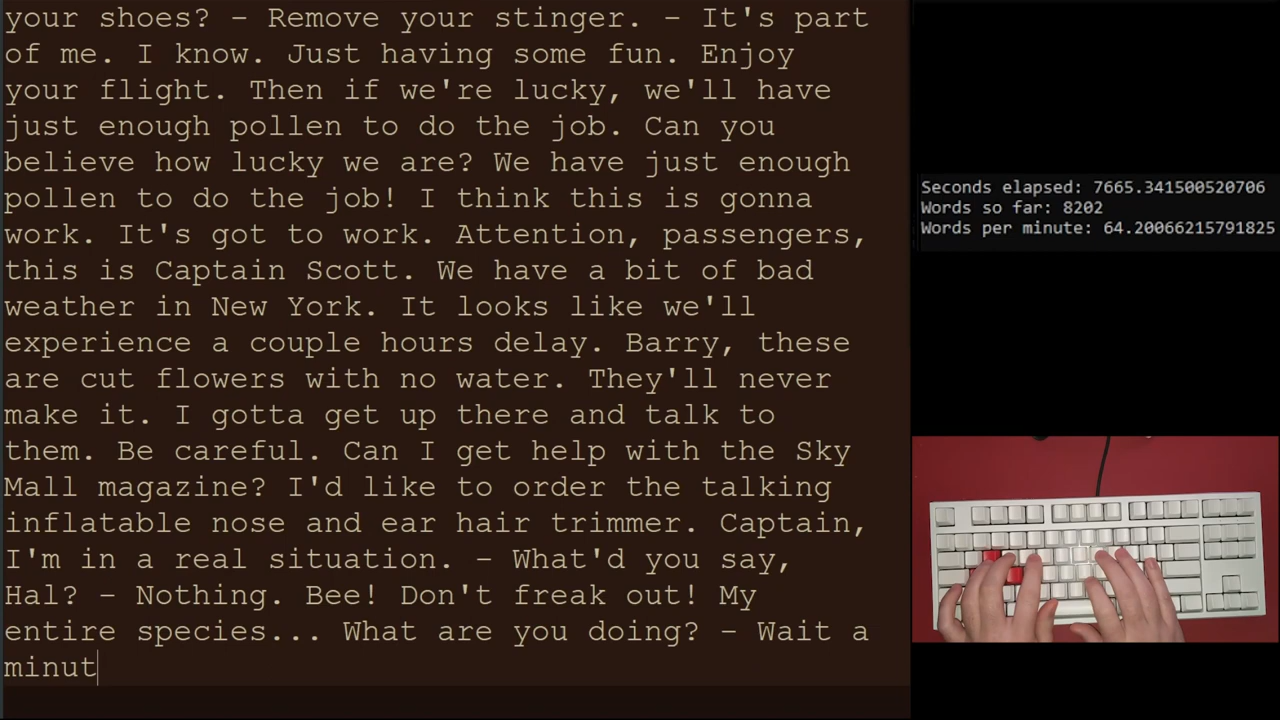 your shoes? - Remove your stinger. - It's part
of me. I know. Just having some fun. Enjoy
your flight. Then if we're lucky, we'll have
just enough pollen to do the job. Can you
believe how lucky we are? We have just enough
pollen to do the job! I think this is gonna
work. It's got to work. Attention, passengers,
this is Captain Scott. We have a bit of bad
weather in New York. It looks like we'll
experience a couple hours delay. Barry, these
are cut flowers with no water. They'll never
make it. I gotta get up there and talk to
them. Be careful. Can I get help with the Sky
Mall magazine? I'd like to order the talking
inflatable nose and ear hair trimmer. Captain,
I'm in a real situation. - What'd you say,
Hal? - Nothing. Bee! Don't freak out! My
entire species... What are you doing? - Wait a
minut
Seconds elapsed: 7665.341500520706
Words so far: 8202
Words per minute: 64.20066215791825